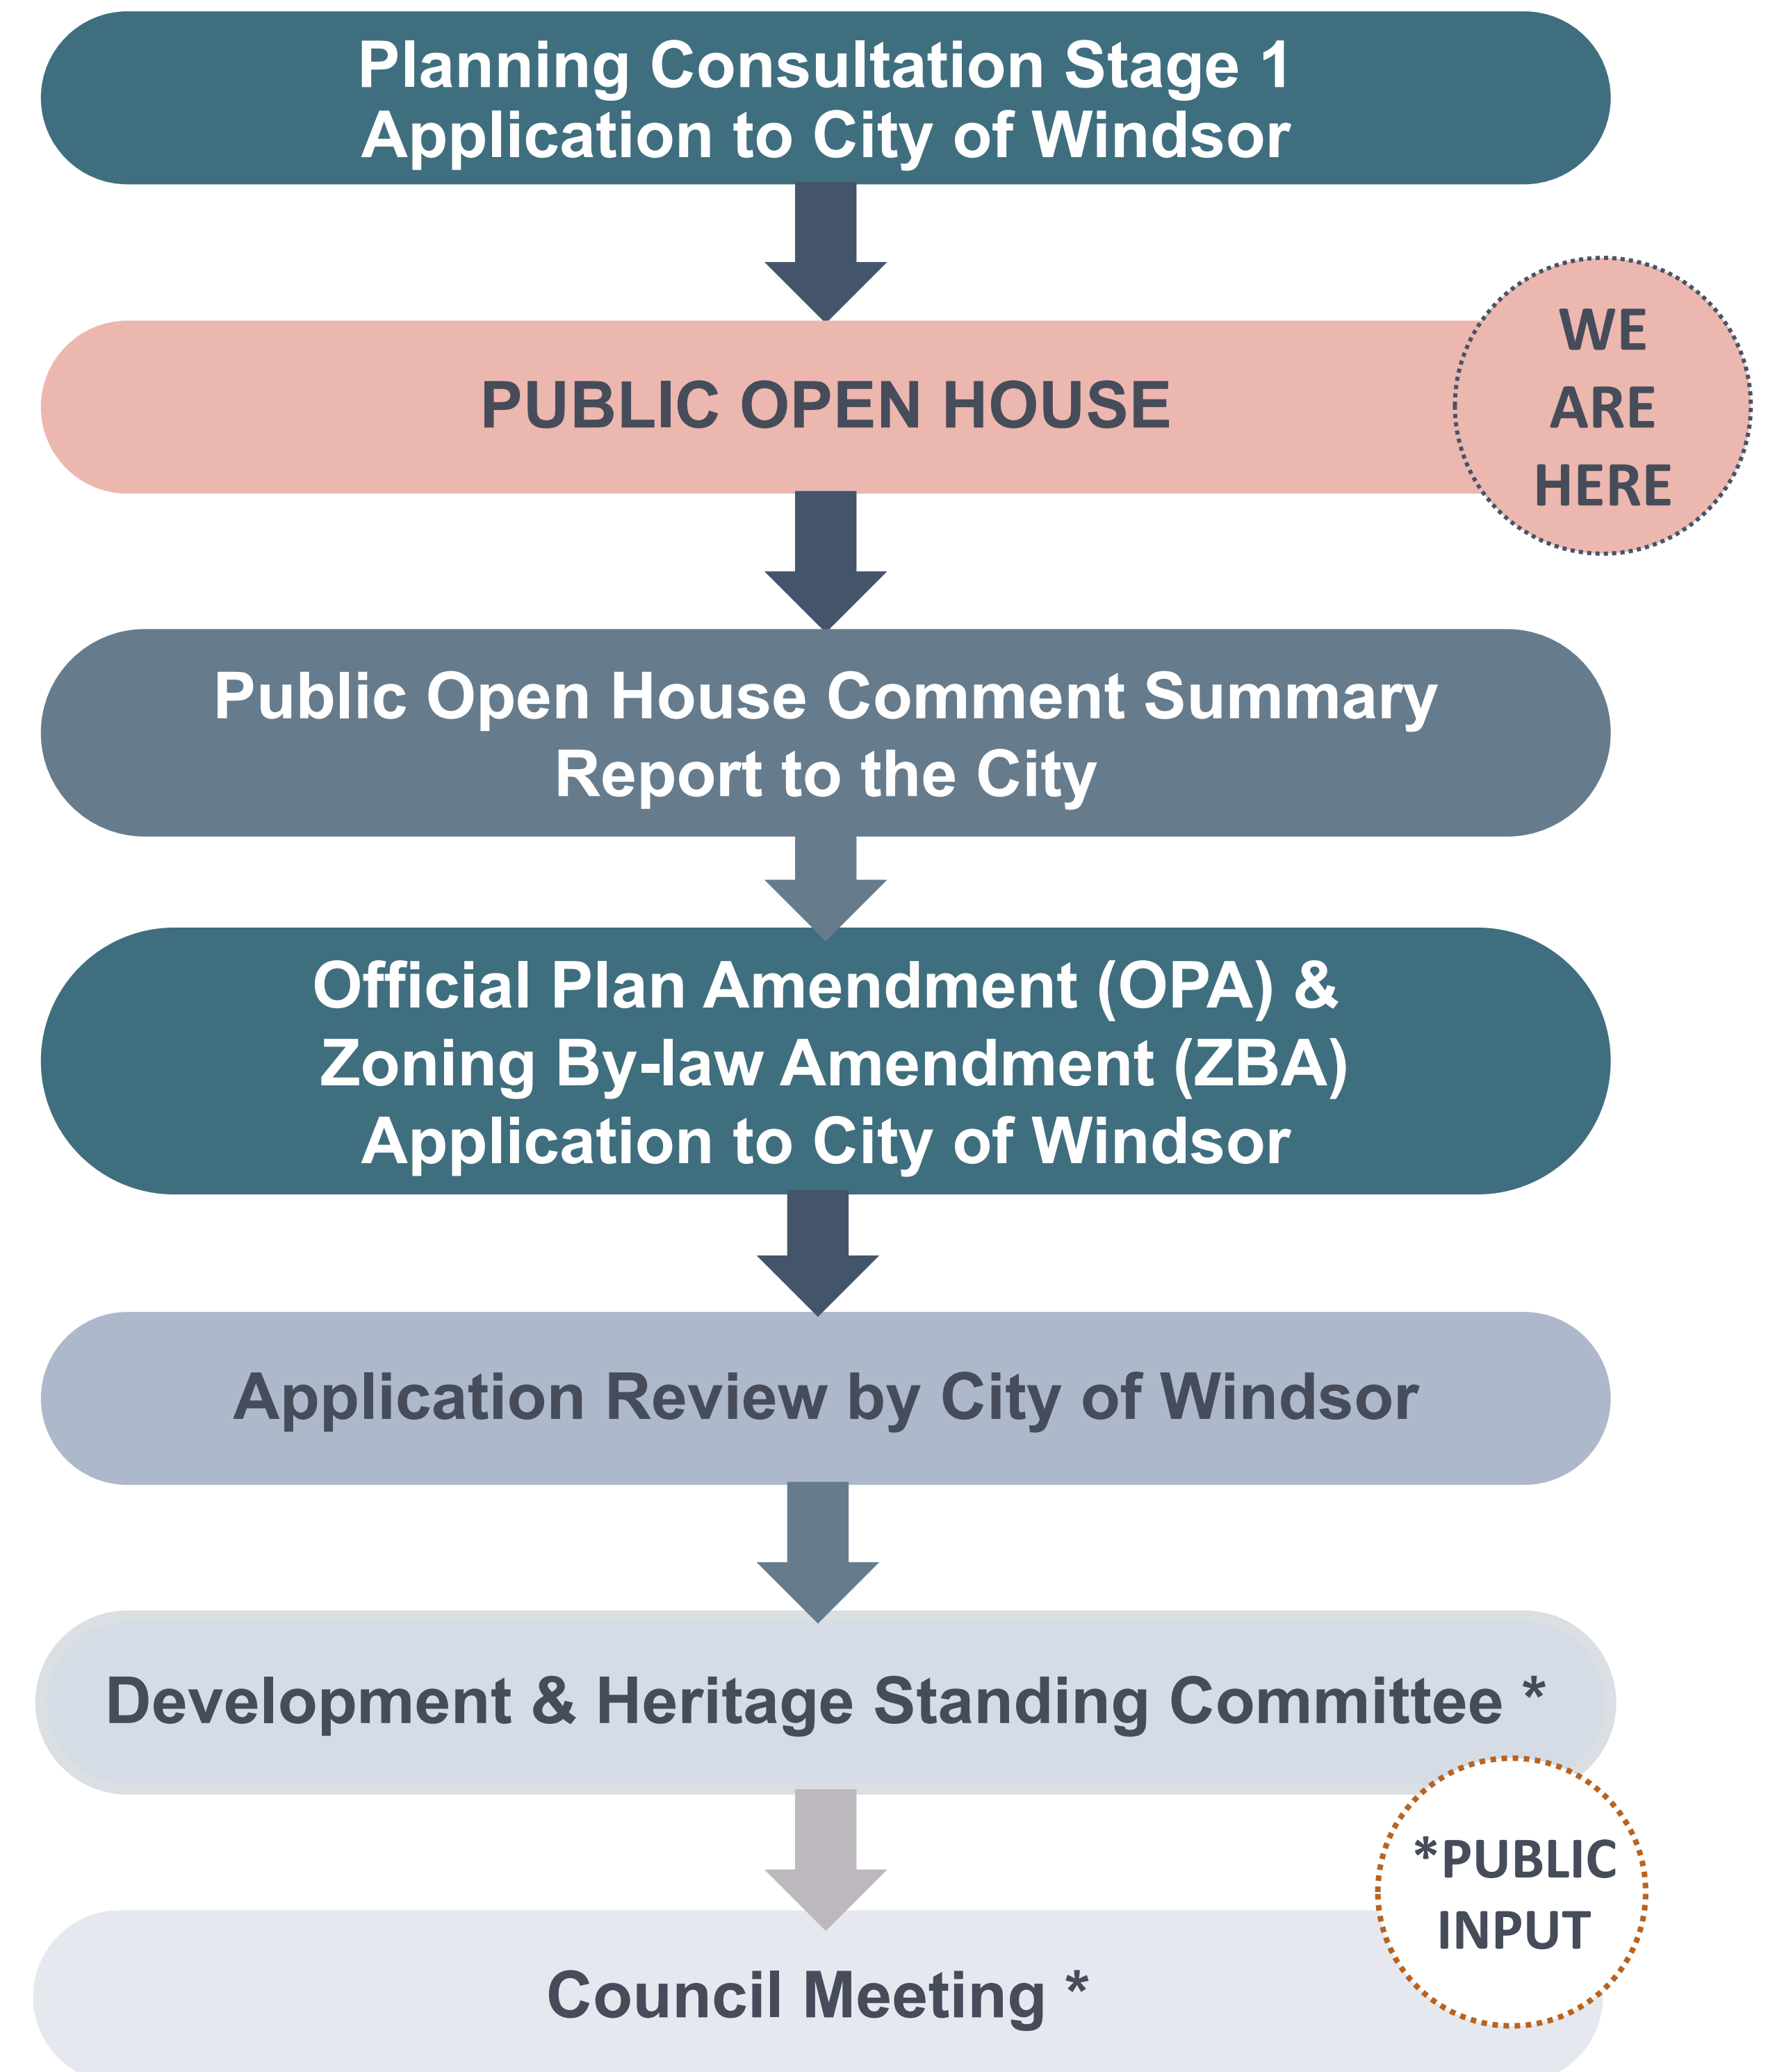 Planning Consultation Stage 1
Application to City of Windsor
PUBLIC OPEN HOUSE
WE
ARE
HERE
Public Open House Comment Summary
Report to the City
Official Plan Amendment (OPA) &
Zoning By-law Amendment (ZBA)
Application to City of Windsor
Application Review by City of Windsor
Development & Heritage Standing Committee *
*PUBLIC
INPUT
Council Meeting *